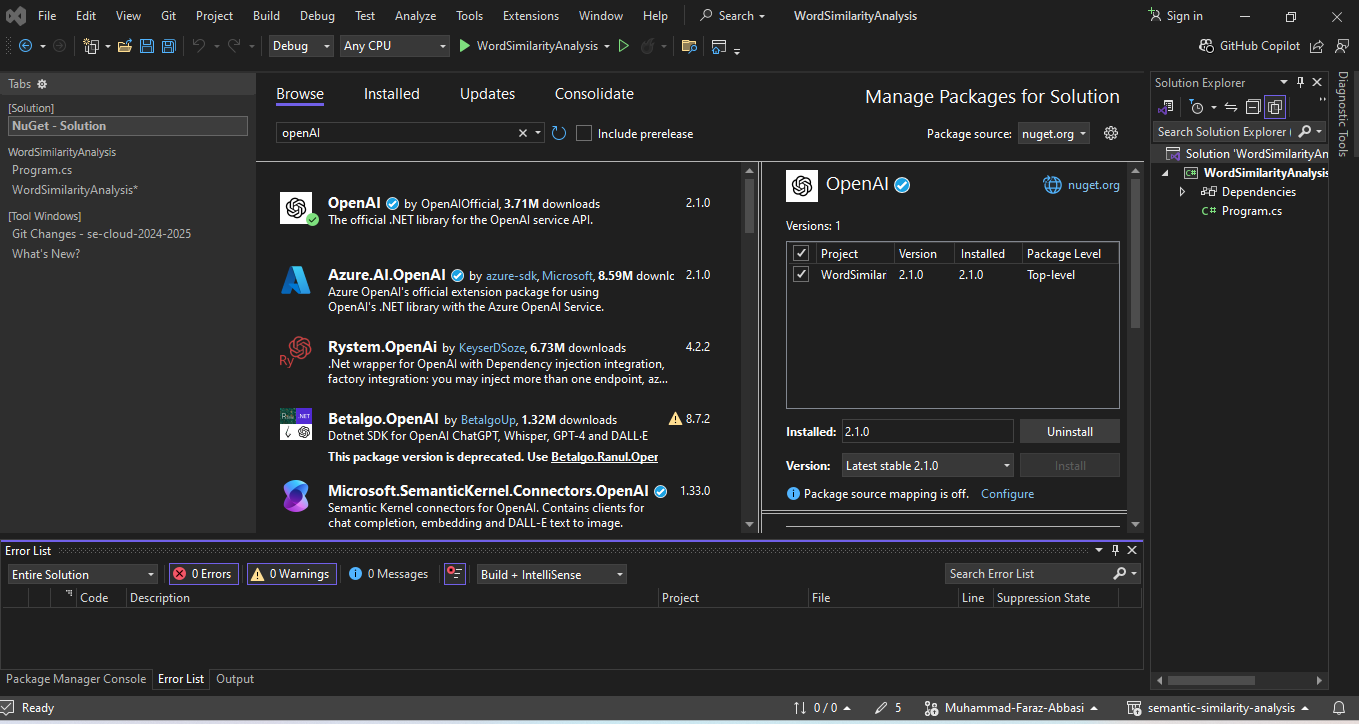 File Edit View Git Project Build Debug Test Analyze Tools Extensions Window Help Search WordSimilarityAnalysis Sign in
Debug Any CPU WordSimilarityAnalysis GitHub Copilot
Tabs
[Solution]
NuGet - Solution
WordSimilarityAnalysis
Program.cs
WordSimilarityAnalysis*
[Tool Windows]
Git Changes - se-cloud-2024-2025
What's New?
Browse Installed Updates Consolidate
Manage Packages for Solution
openAI
Include prerelease
Package source: nuget.org
OpenAI by OpenAIOfficial, 3.71M downloads 2.1.0
The official .NET library for the OpenAI service API.
Azure.AI.OpenAI by azure-sdk, Microsoft, 8.59M downlc 2.1.0
Azure OpenAI's official extension package for using
OpenAI's .NET library with the Azure OpenAI Service.
Ry
Rystem.OpenAi by KeyserDSoze, 6.73M downloads 4.2.2
.Net wrapper for OpenAI with Dependency injection integration,
factory integration: you may inject more than one endpoint, az...
.NET
Betalgo.OpenAI by BetalgoUp, 1.32M downloads 8.7.2
Dotnet SDK for OpenAI ChatGPT, Whisper, GPT-4 and DALL·E
This package version is deprecated. Use Betalgo.Ranul.Oper
Microsoft.SemanticKernel.Connectors.OpenAI 1.33.0
Semantic Kernel connectors for OpenAI. Contains clients for
chat completion, embedding and DALL-E text to image.
OpenAI nuget.org
Versions: 1
Project Version Installed Package Level
WordSimilar 2.1.0 2.1.0 Top-level
Installed: 2.1.0 Uninstall
Version: Latest stable 2.1.0 Install
Package source mapping is off. Configure
Solution Explorer
Search Solution Explorer (
Solution 'WordSimilarityAn
WordSimilarityAnalysis
Dependencies
C# Program.cs
Diagnostic Tools
Error List
Entire Solution 0 Errors 0 Warnings 0 Messages Build + IntelliSense Search Error List
Code Description Project File Line Suppression State
Package Manager Console Error List Output
Ready 0 / 0 5 Muhammad-Faraz-Abbasi semantic-similarity-analysis